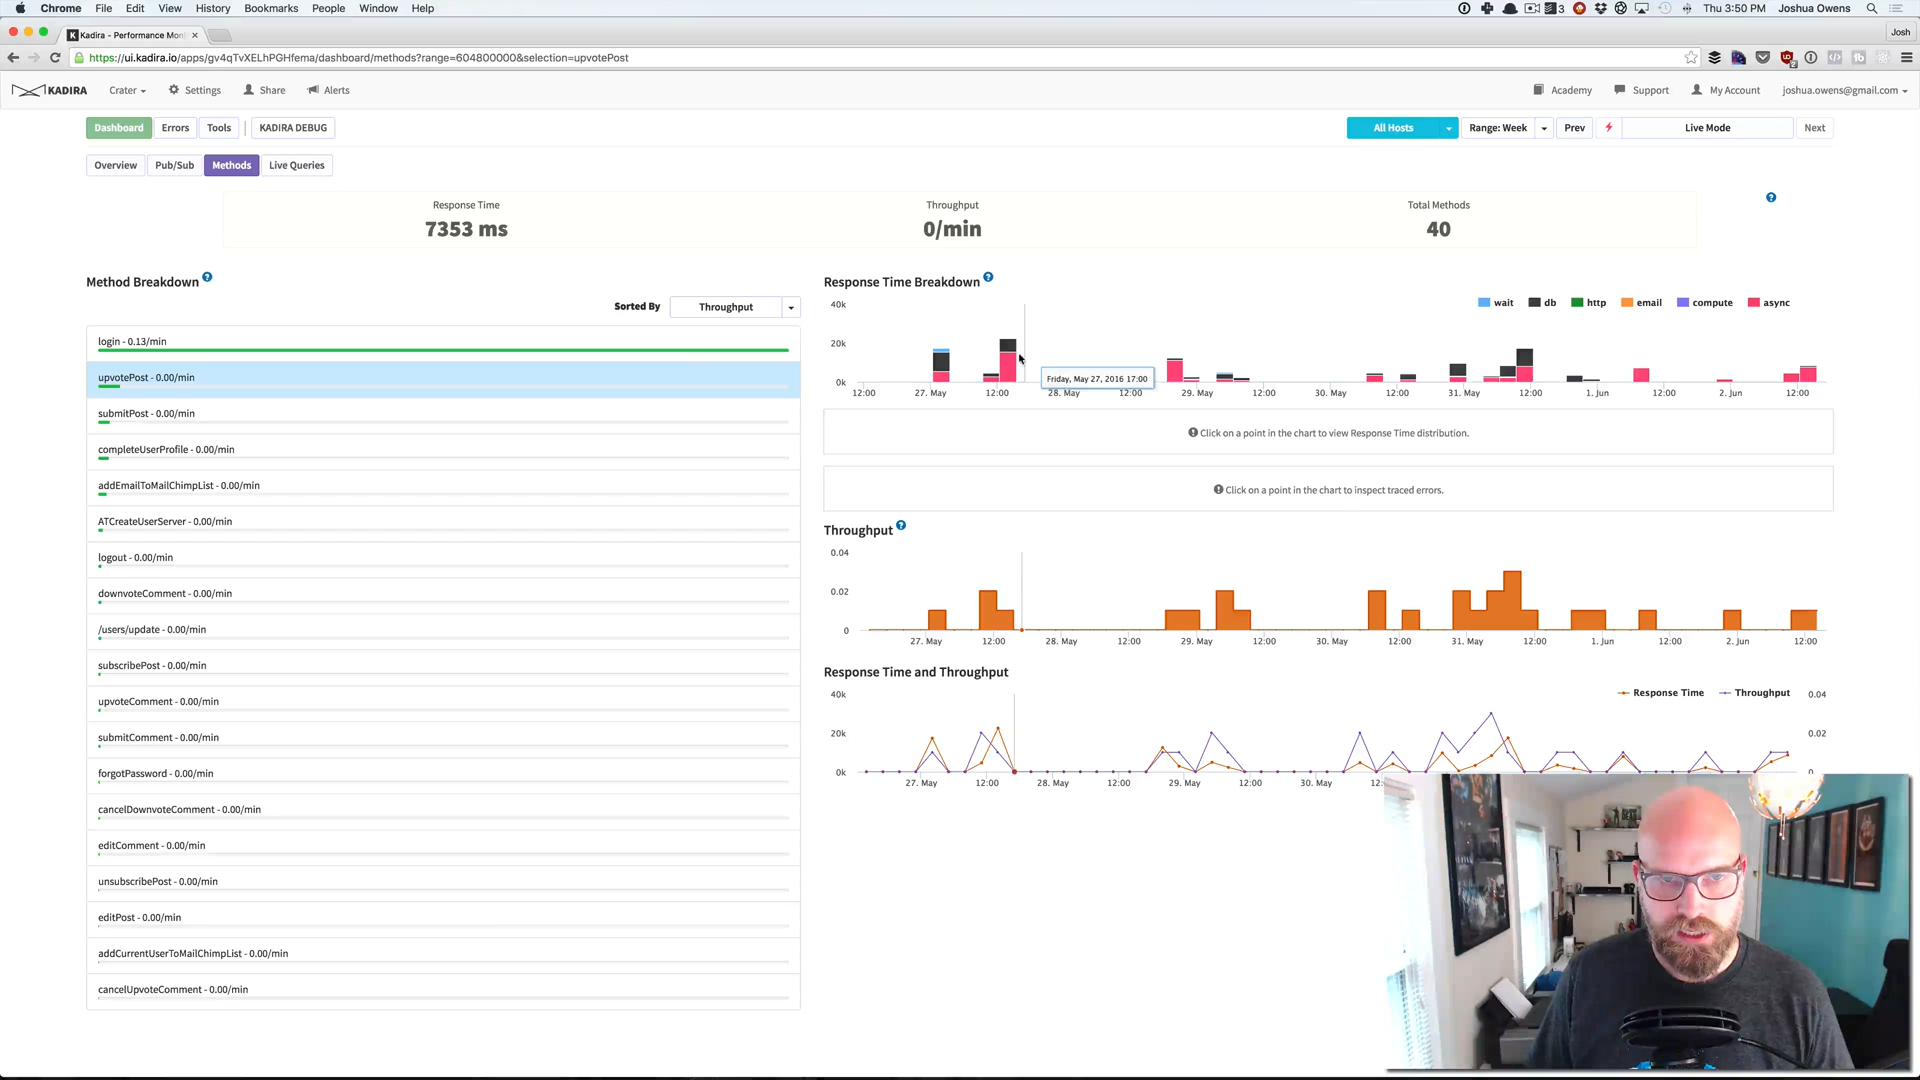 Chrome File Edit View History Bookmarks People Window Help
3 Thu 3:50 PM Joshua Owens
Kadira - Performance Mon
Josh
https://ui.kadira.io/apps/gv4qTvXELhPGHfema/dashboard/methods?range=604800000&selection=upvotePost
KADIRA Crater Settings Share Alerts
Academy Support My Account joshua.owens@gmail.com
Dashboard Errors Tools KADIRA DEBUG
All Hosts Range: Week Prev Live Mode Next
Overview Pub/Sub Methods Live Queries
Response Time Throughput Total Methods
7353 ms 0/min 40
Method Breakdown
Sorted By Throughput
login - 0.13/min
upvotePost - 0.00/min
submitPost - 0.00/min
completeUserProfile - 0.00/min
addEmailToMailChimpList - 0.00/min
ATCreateUserServer - 0.00/min
logout - 0.00/min
downvoteComment - 0.00/min
/users/update - 0.00/min
subscribePost - 0.00/min
upvoteComment - 0.00/min
submitComment - 0.00/min
forgotPassword - 0.00/min
cancelDownvoteComment - 0.00/min
editComment - 0.00/min
unsubscribePost - 0.00/min
editPost - 0.00/min
addCurrentUserToMailChimpList - 0.00/min
cancelUpvoteComment - 0.00/min
Response Time Breakdown
wait db http email compute async
40k
20k
0k
Friday, May 27, 2016 17:00
12:00 27. May 12:00 28. May 12:00 29. May 12:00 30. May 12:00 31. May 12:00 1. Jun 12:00 2. Jun 12:00
Click on a point in the chart to view Response Time distribution.
Click on a point in the chart to inspect traced errors.
Throughput
0.04
0.02
0
27. May 12:00 28. May 12:00 29. May 12:00 30. May 12:00 31. May 12:00 1. Jun 12:00 2. Jun 12:00
Response Time and Throughput
Response Time Throughput
40k 0.04
20k 0.02
0k 0
27. May 12:00 28. May 12:00 29. May 12:00 30. May